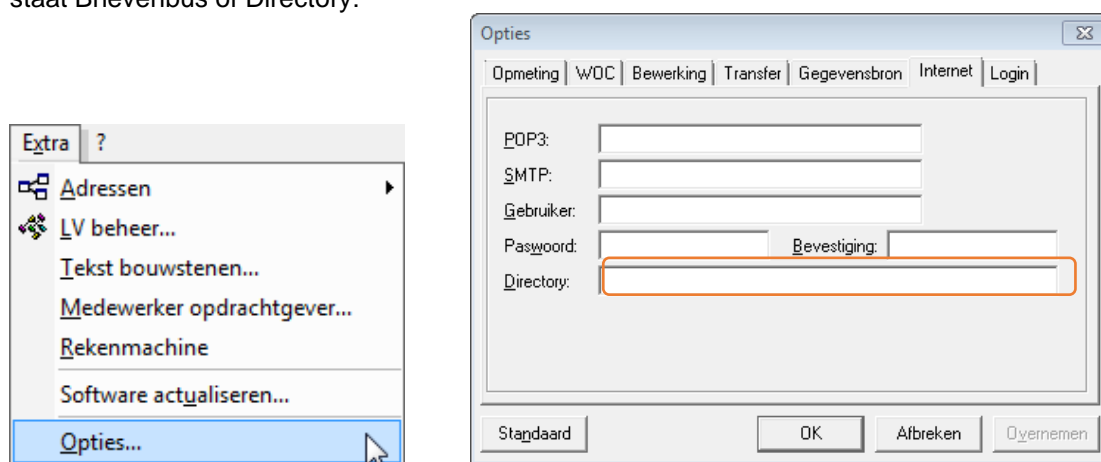 staat Brievenbus of Directory.
Extra ?
Adressen
LV beheer...
Tekst bouwstenen...
Medewerker opdrachtgever...
Rekenmachine
Software actualiseren...
Opties...
Opties
Opmeting WOC Bewerking Transfer Gegevensbron Internet Login
POP3:
SMTP:
Gebruiker:
Paswoord: Bevestiging:
Directory:
Standaard OK Afbreken Overnemen